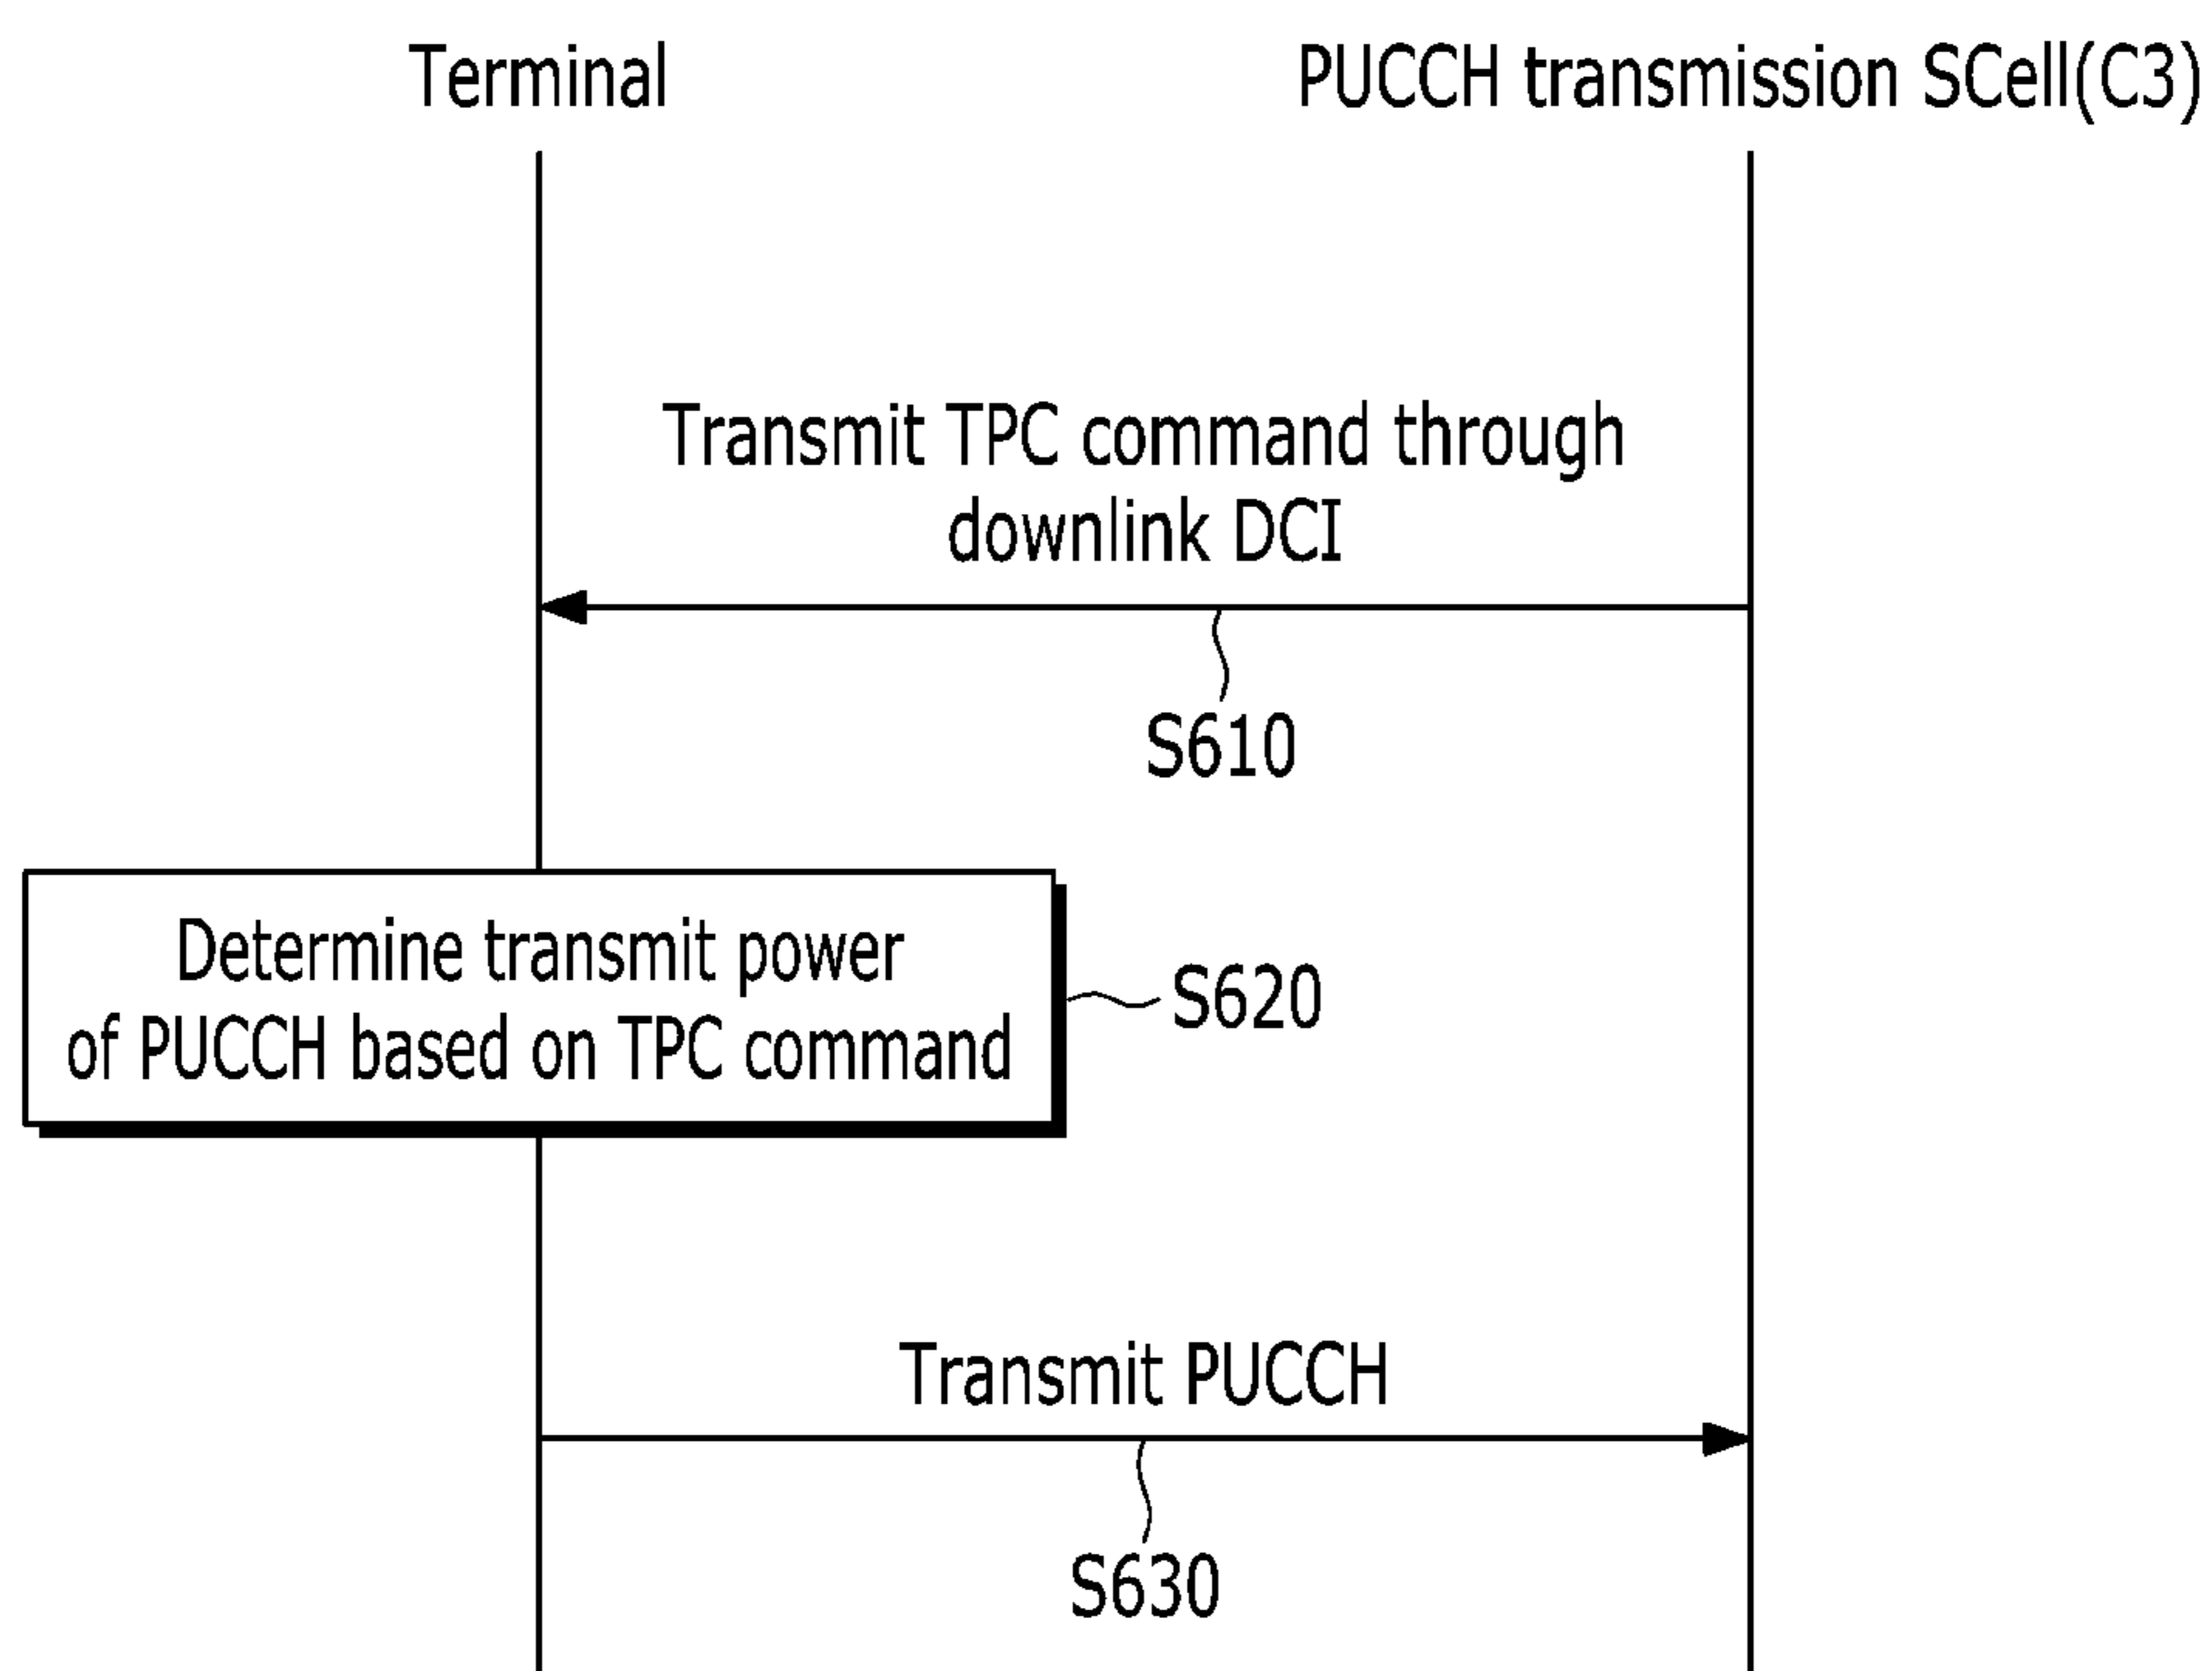 Terminal
PUCCH transmission SCell(C3)
Transmit TPC command through
downlink DCI
S610
Determine transmit power
of PUCCH based on TPC command
S620
Transmit PUCCH
S630